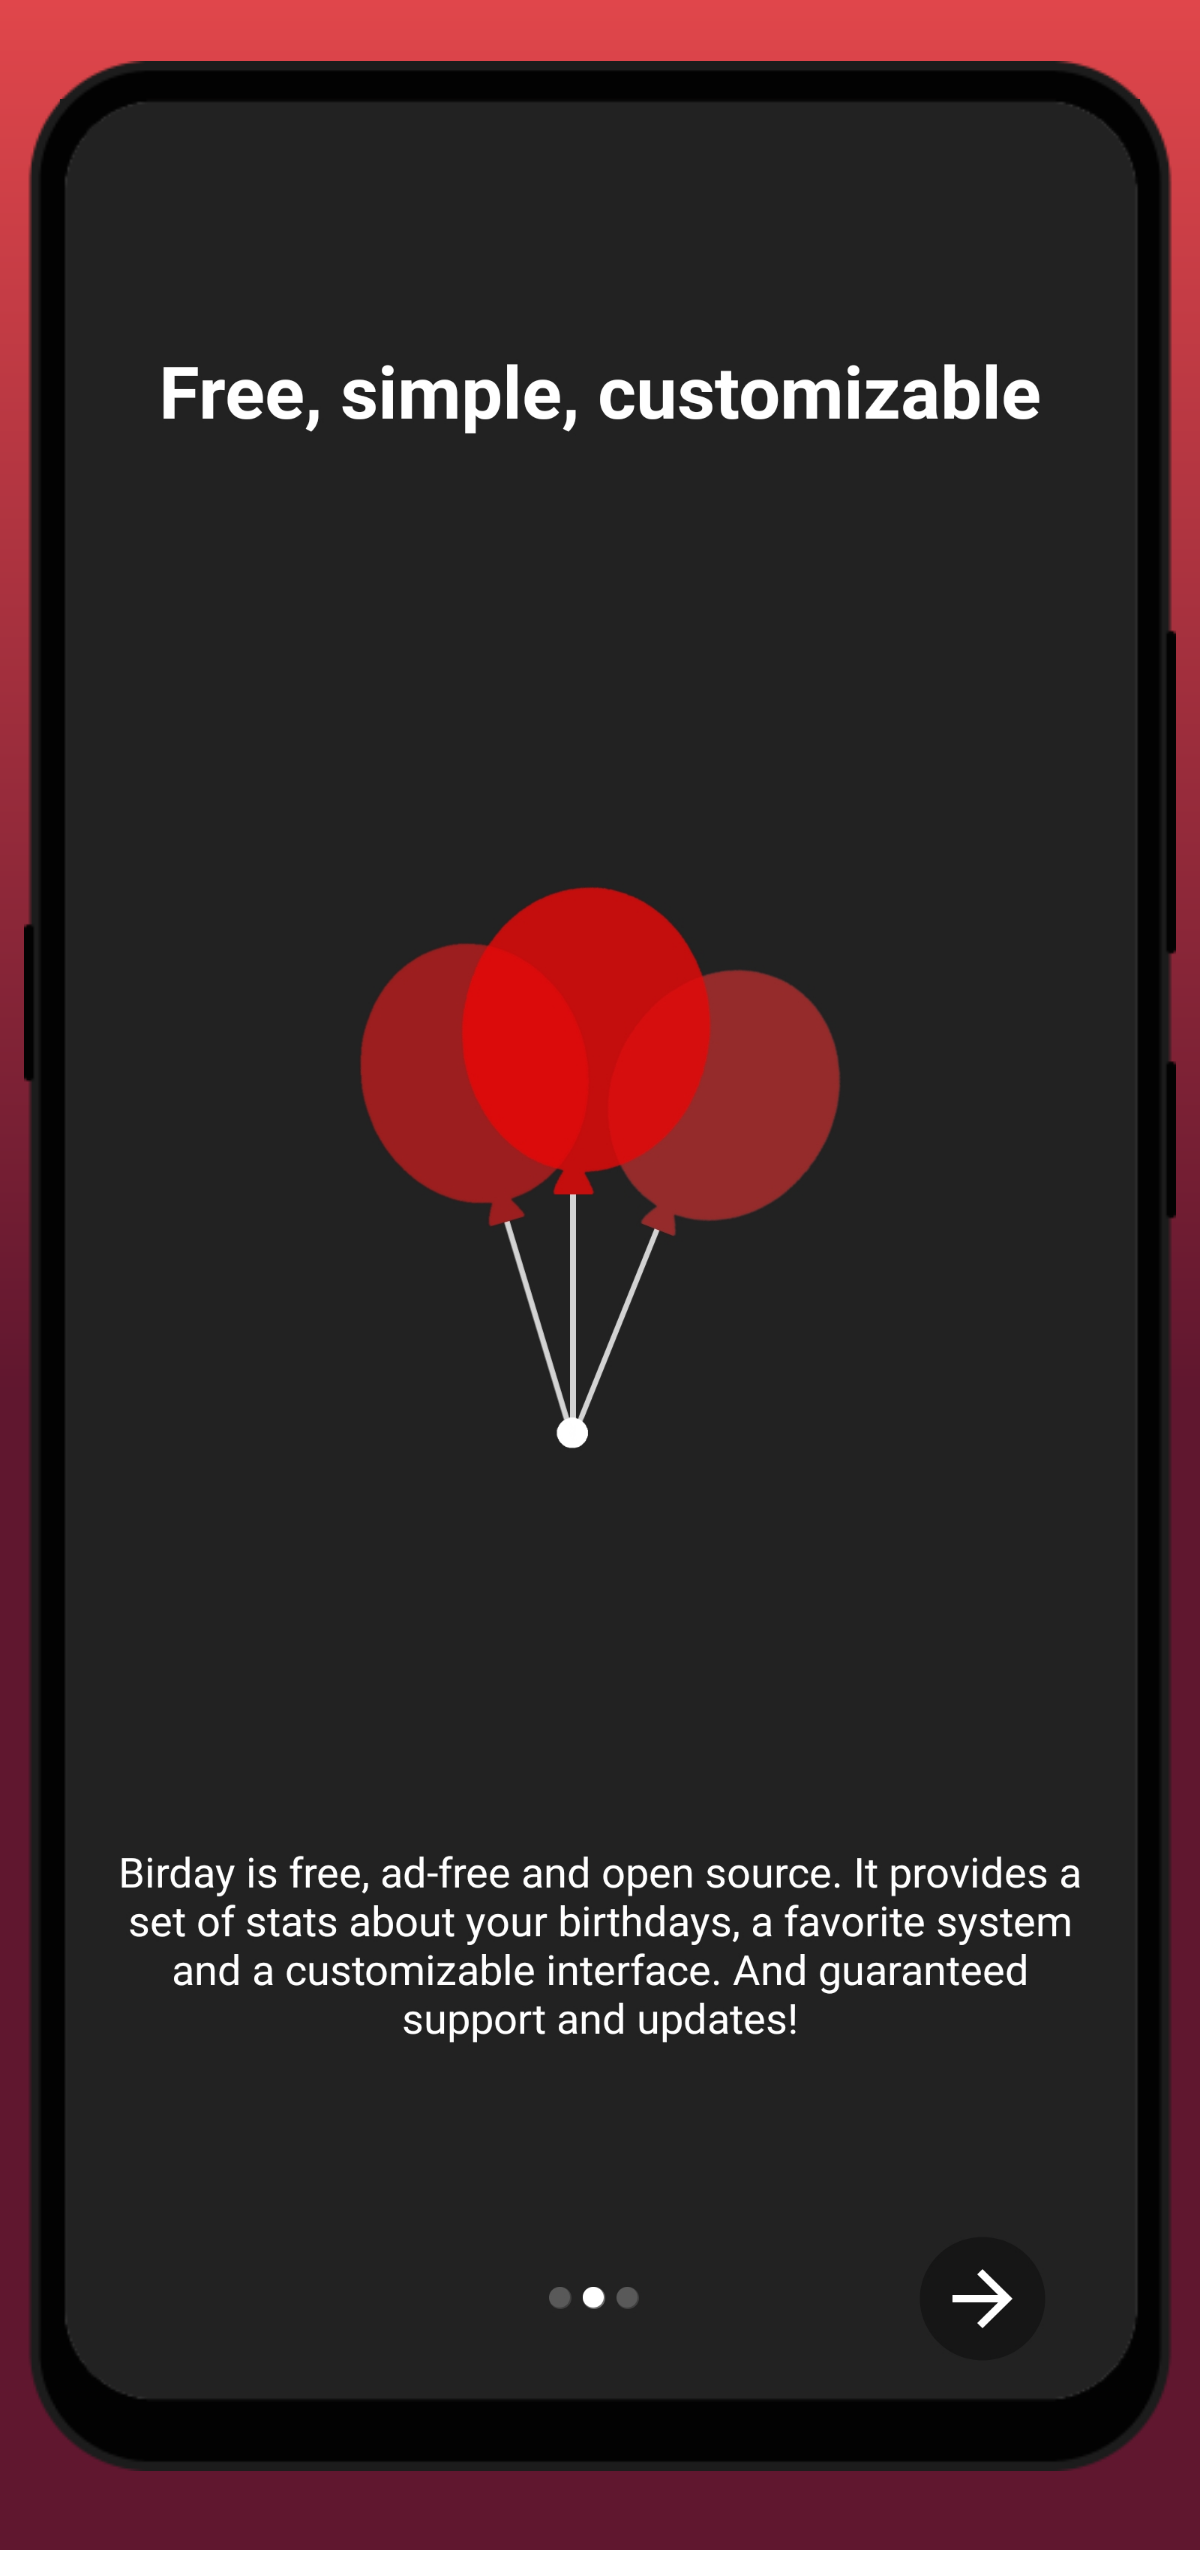 Free, simple, customizable
Birday is free, ad-free and open source. It provides a
set of stats about your birthdays, a favorite system
and a customizable interface. And guaranteed
support and updates!